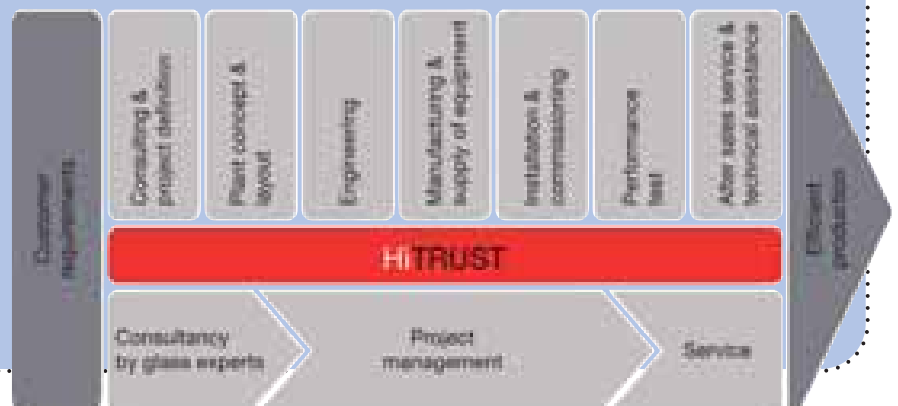 Customer
requirements
Consulting &
project definition
Plant concept &
layout
Engineering
Manufacturing &
supply of equipment
Installation &
commissioning
Performance
test
After sales service &
technical assistance
Efficient
production
HiTRUST
Consultancy
by glass experts
Project
management
Service